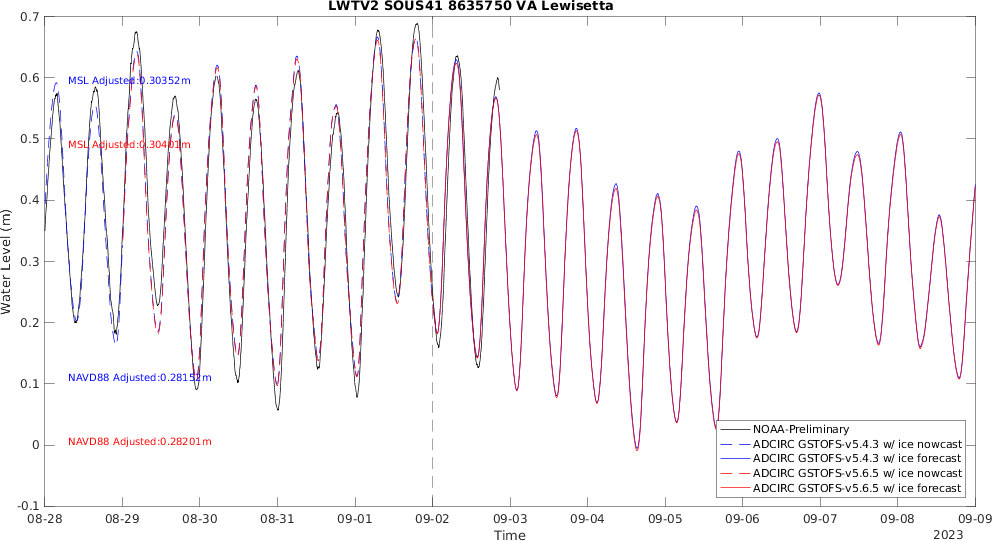 LWTV2 SOUS41 8635750 VA Lewisetta
0.7
0.6
0.5
0.4
0.3
0.2
0.1
0
-0.1
Water Level (m)
MSL Adjusted:0.30352m
MSL Adjusted:0.30401m
NAVD88 Adjusted:0.28152m
NAVD88 Adjusted:0.28201m
NOAA-Preliminary
ADCIRC GSTOFS-v5.4.3 w/ ice nowcast
ADCIRC GSTOFS-v5.4.3 w/ ice forecast
ADCIRC GSTOFS-v5.6.5 w/ ice nowcast
ADCIRC GSTOFS-v5.6.5 w/ ice forecast
08-28 08-29 08-30 08-31 09-01 09-02 09-03 09-04 09-05 09-06 09-07 09-08 09-09
Time
2023